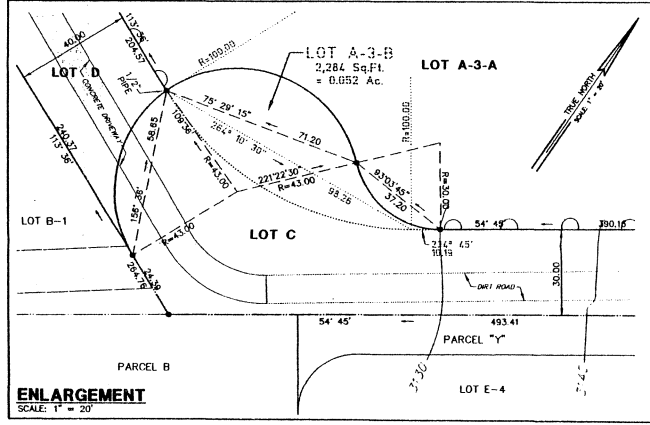 113° 36'
204.57
40.00
LOT D
1/2"
PIPE
R=100.00
LOT A-3-B
2,284 Sq.Ft.
= 0.052 Ac.
LOT A-3-A
TRUE NORTH
SCALE 1" = 20'
CONCRETE DRIVEWAY
75° 29' 15"
71.20
264° 10' 30"
98.26
R=100.00
240.37
113° 36'
58.85
156° 36'
R=43.00
221°22'30"
R=43.00
93°03'45"
37.20
R=30.00
LOT B-1
R=43.00
LOT C
54° 45'
390.16
234° 45'
10.19
24.39
264.76
DIRT ROAD
30.00
54° 45'
493.41
PARCEL "Y"
PARCEL B
LOT E-4
ENLARGEMENT
SCALE: 1" = 20'